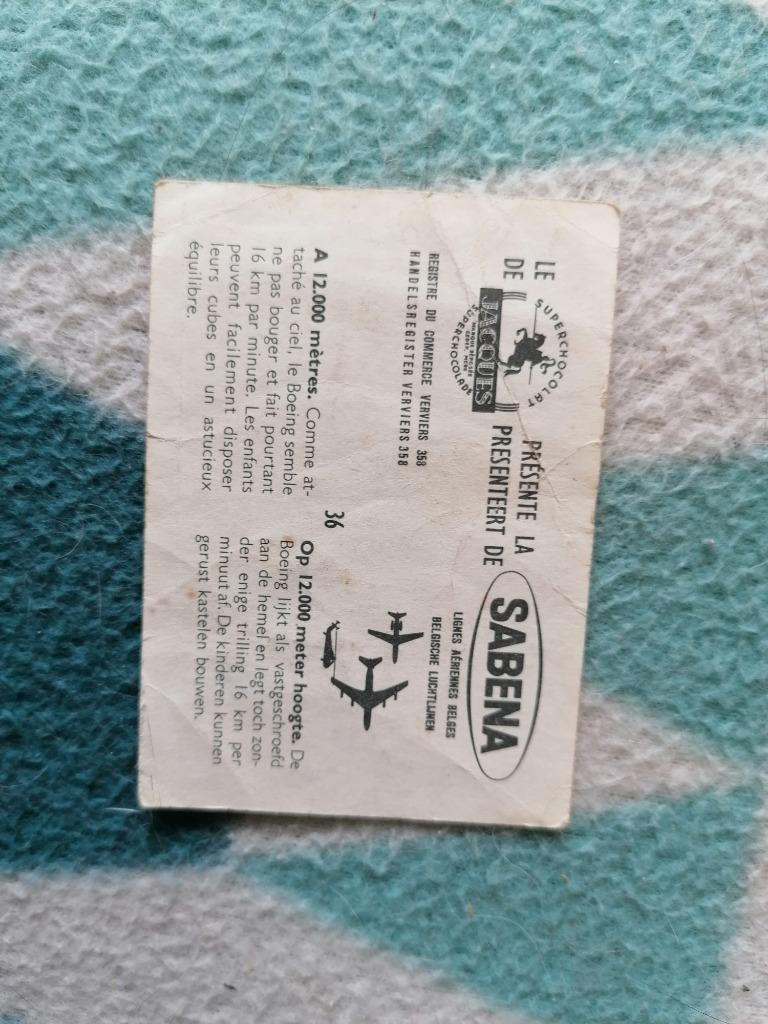 LE
DE
SUPERCHOCOLAT
JACQUES
MARQUE DÉPOSÉE
SUPERCHOCOLADE
PRÉSENTE LA
PRESENTEERT DE
SABENA
REGISTRE DU COMMERCE VERVIERS 358
HANDELSREGISTER VERVIERS 358
LIGNES AÉRIENNES BELGES
BELGISCHE LUCHTLIJNEN
36
A 12.000 mètres. Comme at-
taché au ciel, le Boeing semble
ne pas bouger et fait pourtant
16 km par minute. Les enfants
peuvent facilement disposer
leurs cubes en un astucieux
équilibre.
Op 12.000 meter hoogte. De
Boeing lijkt als vastgeschroefd
aan de hemel en legt toch zon-
der enige trilling 16 km per
minuut af. De kinderen kunnen
gerust kastelen bouwen.